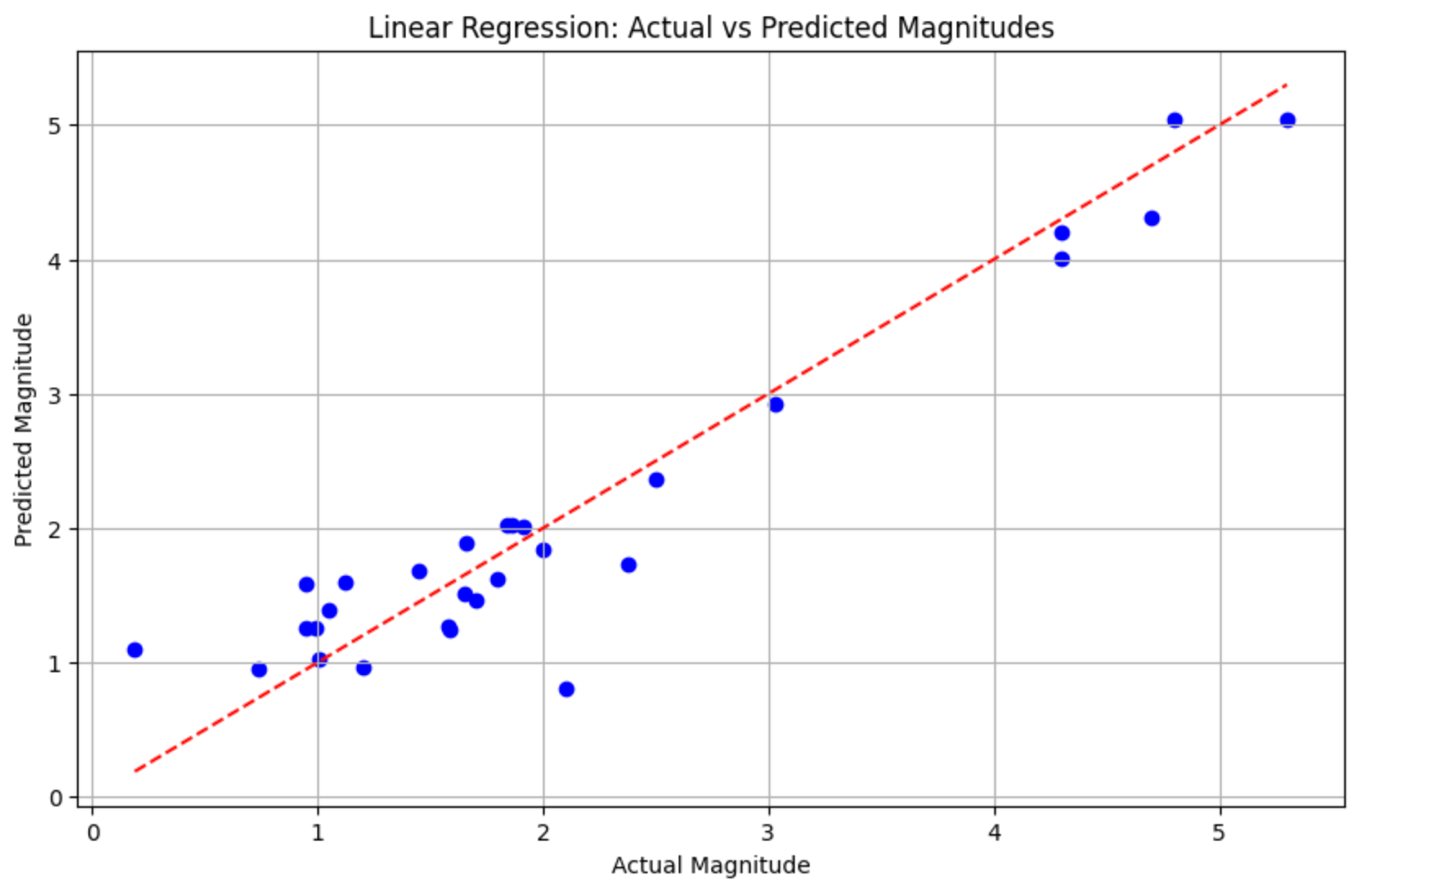 Linear Regression: Actual vs Predicted Magnitudes
Predicted Magnitude
5
4
3
2
1
0
0 1 2 3 4 5
Actual Magnitude